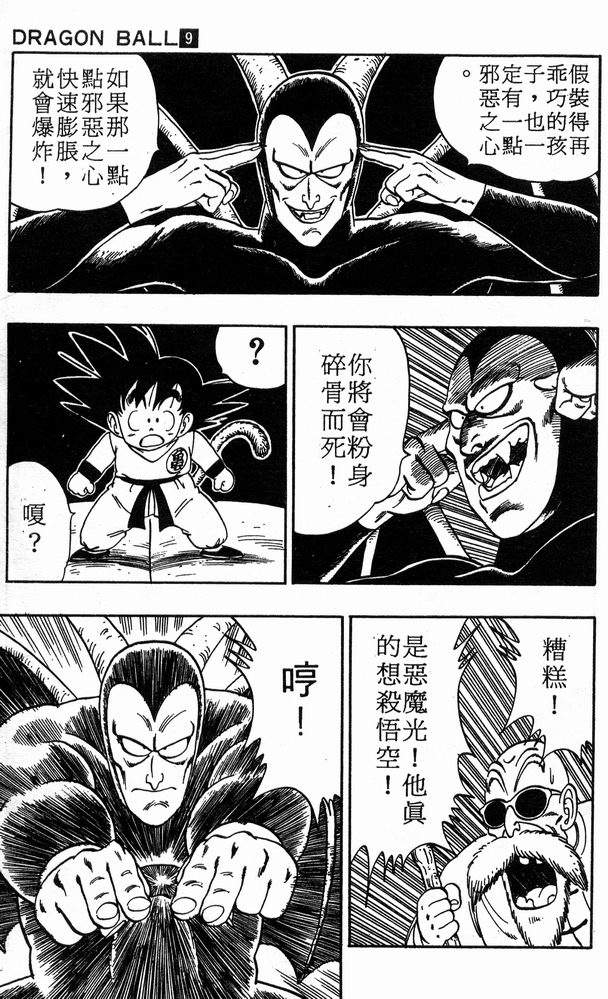 DRAGON BALL 9
假裝得再
乖巧的孩
子，也一
定有一點
邪惡之心
。
如果那一
點邪惡之心
快速膨脹，
就會爆炸！
你將會粉身
碎骨而死！
？
嗄？
糟糕！
是惡魔光！他真
的想殺悟空！
哼！